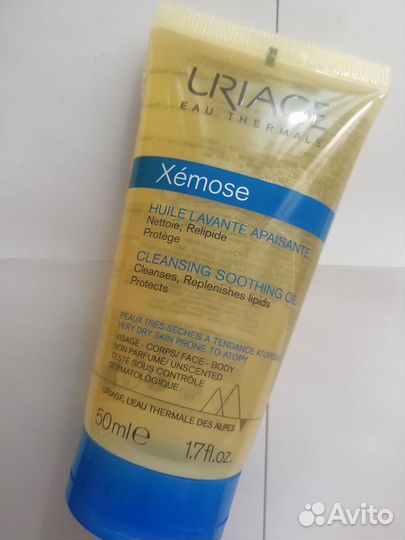 URIAGE
EAU THERMALE
Xémose
HUILE LAVANTE APAISANTE
Nettoie, Relipide
Protège
CLEANSING SOOTHING OIL
Cleanses, Replenishes lipids
Protects
PEAUX TRÈS SÈCHES À TENDANCE ATOPIQUE
VERY DRY SKIN PRONE TO ATOPY
VISAGE - CORPS/ FACE - BODY
NON PARFUMÉ/ UNSCENTED
TESTÉ SOUS CONTRÔLE
DERMATOLOGIQUE
URIAGE, L'EAU THERMALE DES ALPES
50ml℮
1.7fl.oz.
Avito